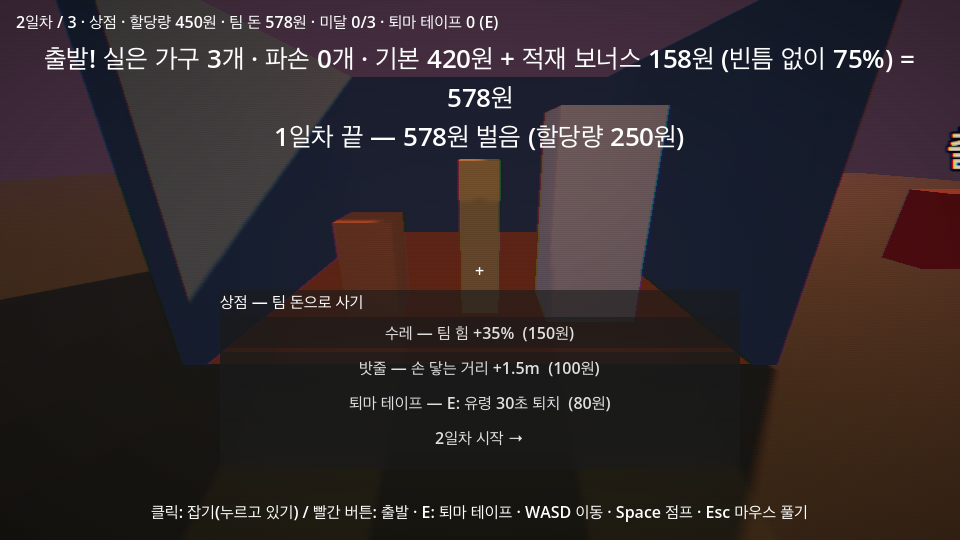 2일차 / 3 · 상점 · 할당량 450원 · 팀 돈 578원 · 미달 0/3 · 퇴마 테이프 0 (E)
출발! 실은 가구 3개 · 파손 0개 · 기본 420원 + 적재 보너스 158원 (빈틈 없이 75%) =
578원
1일차 끝 — 578원 벌음 (할당량 250원)
+
상점 — 팀 돈으로 사기
수레 — 팀 힘 +35%  (150원)
밧줄 — 손 닿는 거리 +1.5m  (100원)
퇴마 테이프 — E: 유령 30초 퇴치  (80원)
2일차 시작 →
클릭: 잡기(누르고 있기) / 빨간 버튼: 출발 · E: 퇴마 테이프 · WASD 이동 · Space 점프 · Esc 마우스 풀기